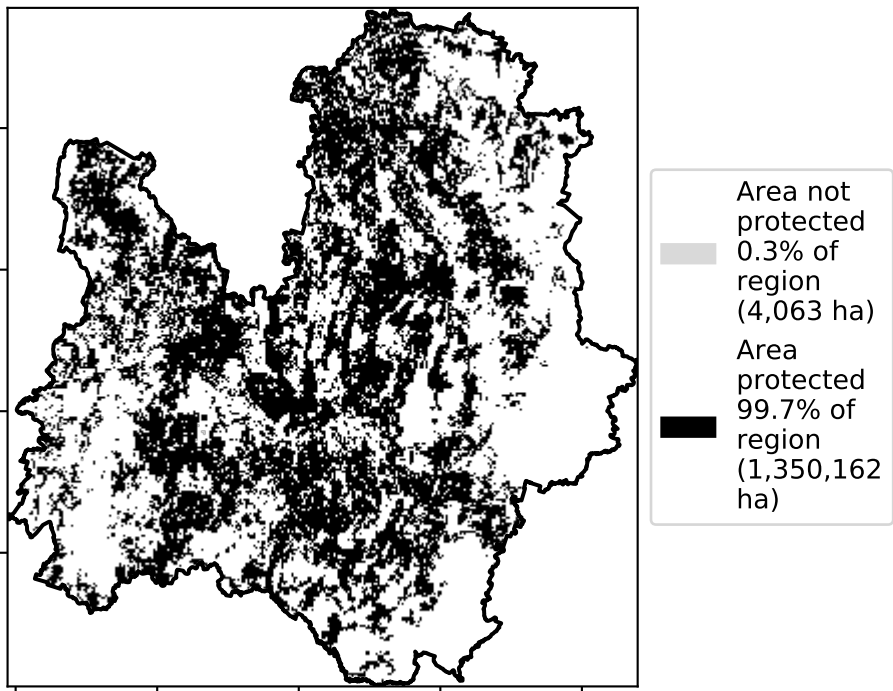 Area not
protected
0.3% of
region
(4,063 ha)
Area
protected
99.7% of
region
(1,350,162
ha)